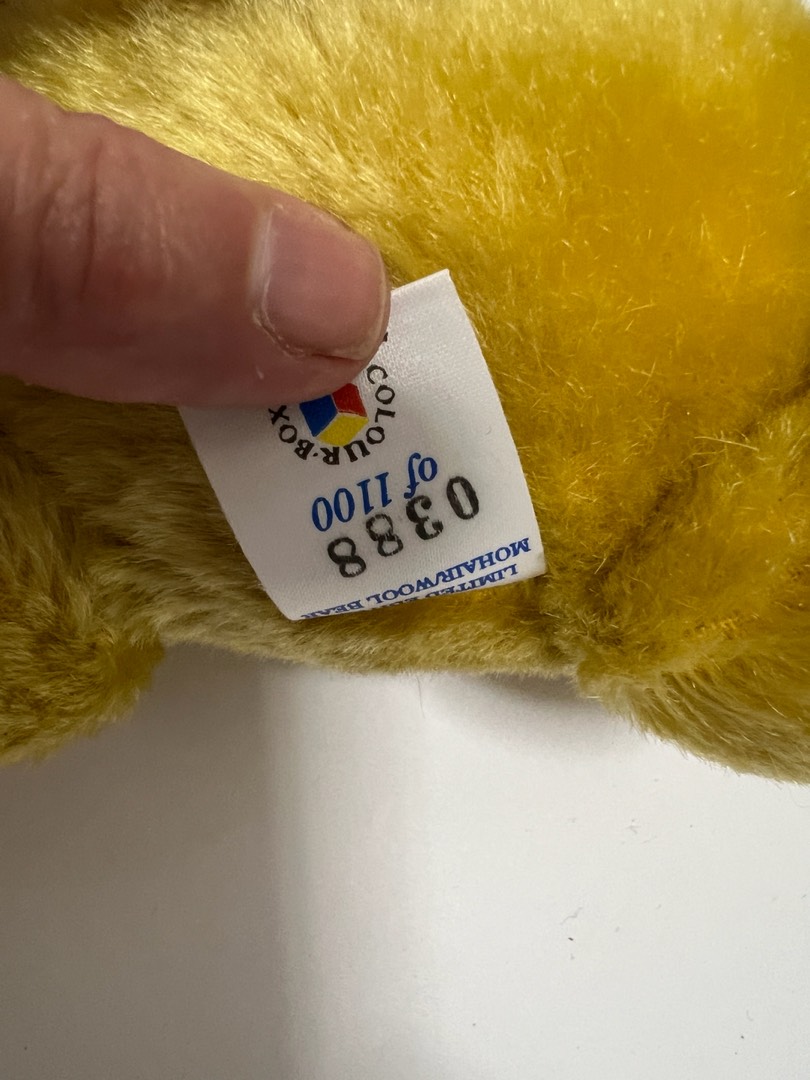 LIMITED
MOHAIR/WOOL BEAR
0388
of 1100
COLOUR·BOX